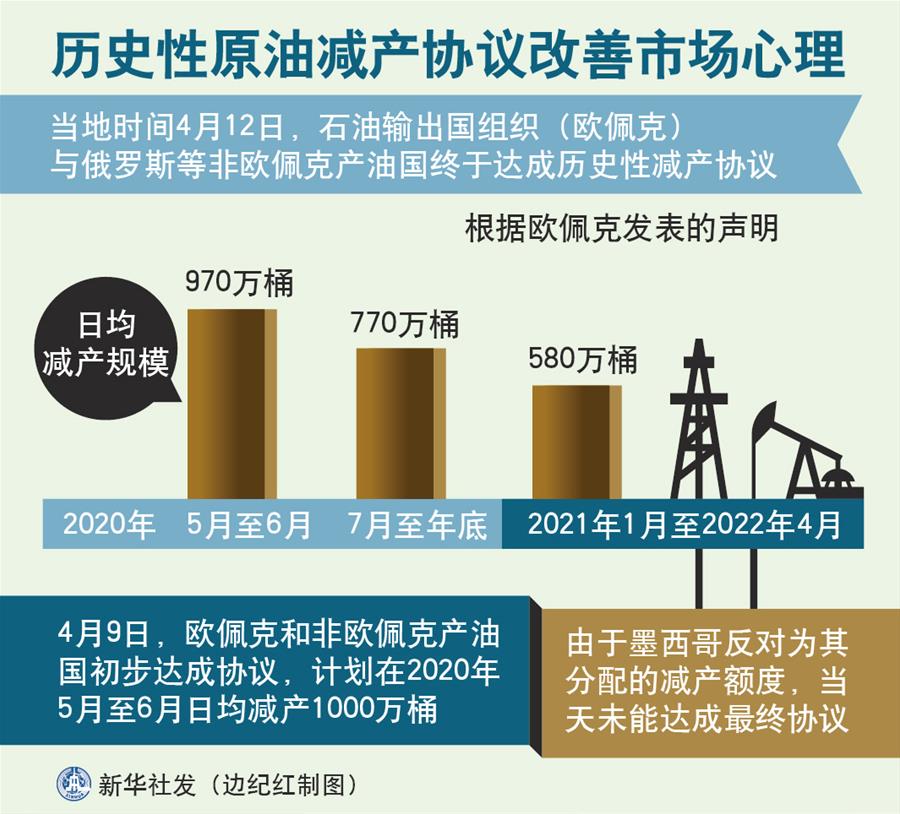 历史性原油减产协议改善市场心理
当地时间4月12日，石油输出国组织（欧佩克）
与俄罗斯等非欧佩克产油国终于达成历史性减产协议
根据欧佩克发表的声明
日均
减产规模
970万桶
770万桶
580万桶
2020年 5月至6月 7月至年底 2021年1月至2022年4月
4月9日，欧佩克和非欧佩克产油
国初步达成协议，计划在2020年
5月至6月日均减产1000万桶
由于墨西哥反对为其
分配的减产额度，当
天未能达成最终协议
新华社发（边纪红制图）